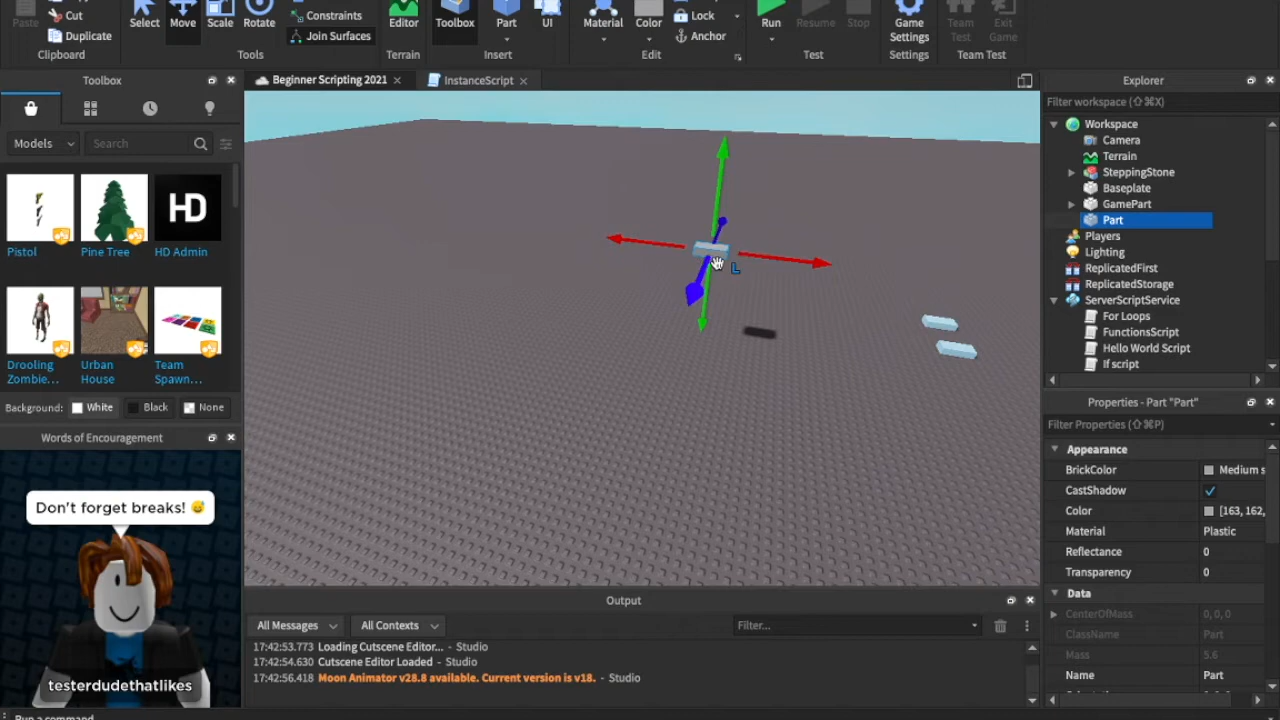 Paste
Cut
Duplicate
Clipboard
Select
Move
Scale
Rotate
Constraints
Join Surfaces
Tools
Editor
Terrain
Toolbox
Part
UI
Insert
Material
Color
Lock
Anchor
Edit
Run
Resume
Stop
Test
Game
Settings
Settings
Team
Test
Exit
Game
Team Test
Toolbox
Models
Search
Pistol
Pine Tree
HD
HD Admin
Drooling
Zombie...
Urban
House
Team
Spawn...
Background:
White
Black
None
Words of Encouragement
Don't forget breaks! 😅
testerdudethatlikes
Beginner Scripting 2021
InstanceScript
L
Output
All Messages
All Contexts
Filter...
17:42:53.773 Loading Cutscene Editor... - Studio
17:42:54.630 Cutscene Editor Loaded - Studio
17:42:56.418 Moon Animator v28.8 available. Current version is v18. - Studio
Explorer
Filter workspace (⇧⌘X)
Workspace
Camera
Terrain
SteppingStone
Baseplate
GamePart
Part
Players
Lighting
ReplicatedFirst
ReplicatedStorage
ServerScriptService
For Loops
FunctionsScript
Hello World Script
If script
Properties - Part "Part"
Filter Properties (⇧⌘P)
Appearance
BrickColor Medium s
CastShadow
Color [163, 162,
Material Plastic
Reflectance 0
Transparency 0
Data
CenterOfMass 0, 0, 0
ClassName Part
Mass 5.6
Name Part
Run a command